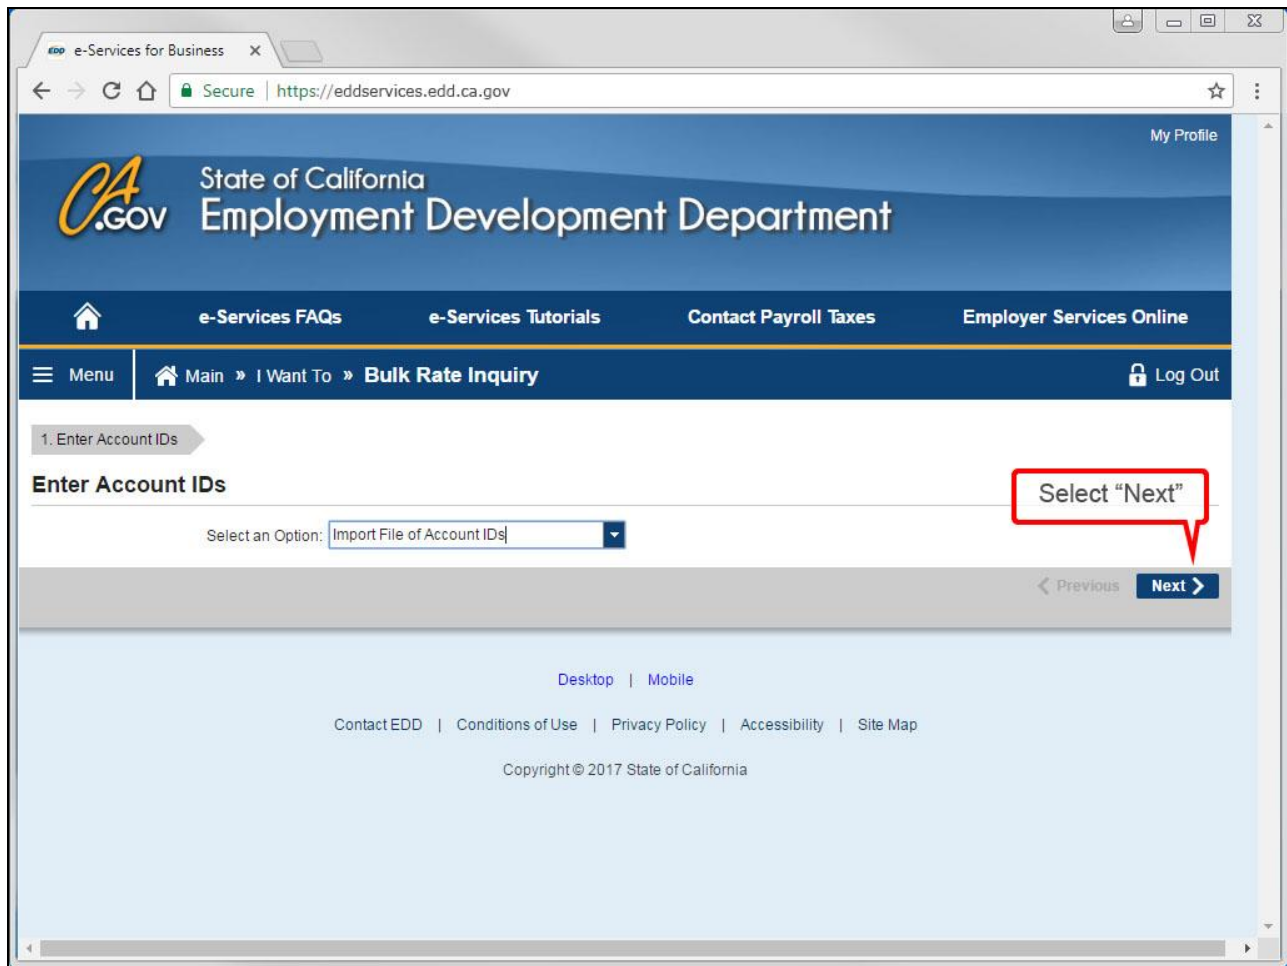 EDD e-Services for Business
Secure | https://eddservices.edd.ca.gov
My Profile
CA.GOV
State of California
Employment Development Department
e-Services FAQs e-Services Tutorials Contact Payroll Taxes Employer Services Online
Menu Main » I Want To » Bulk Rate Inquiry Log Out
1. Enter Account IDs
Enter Account IDs
Select “Next”
Select an Option: Import File of Account IDs
Previous Next
Desktop | Mobile
Contact EDD | Conditions of Use | Privacy Policy | Accessibility | Site Map
Copyright © 2017 State of California